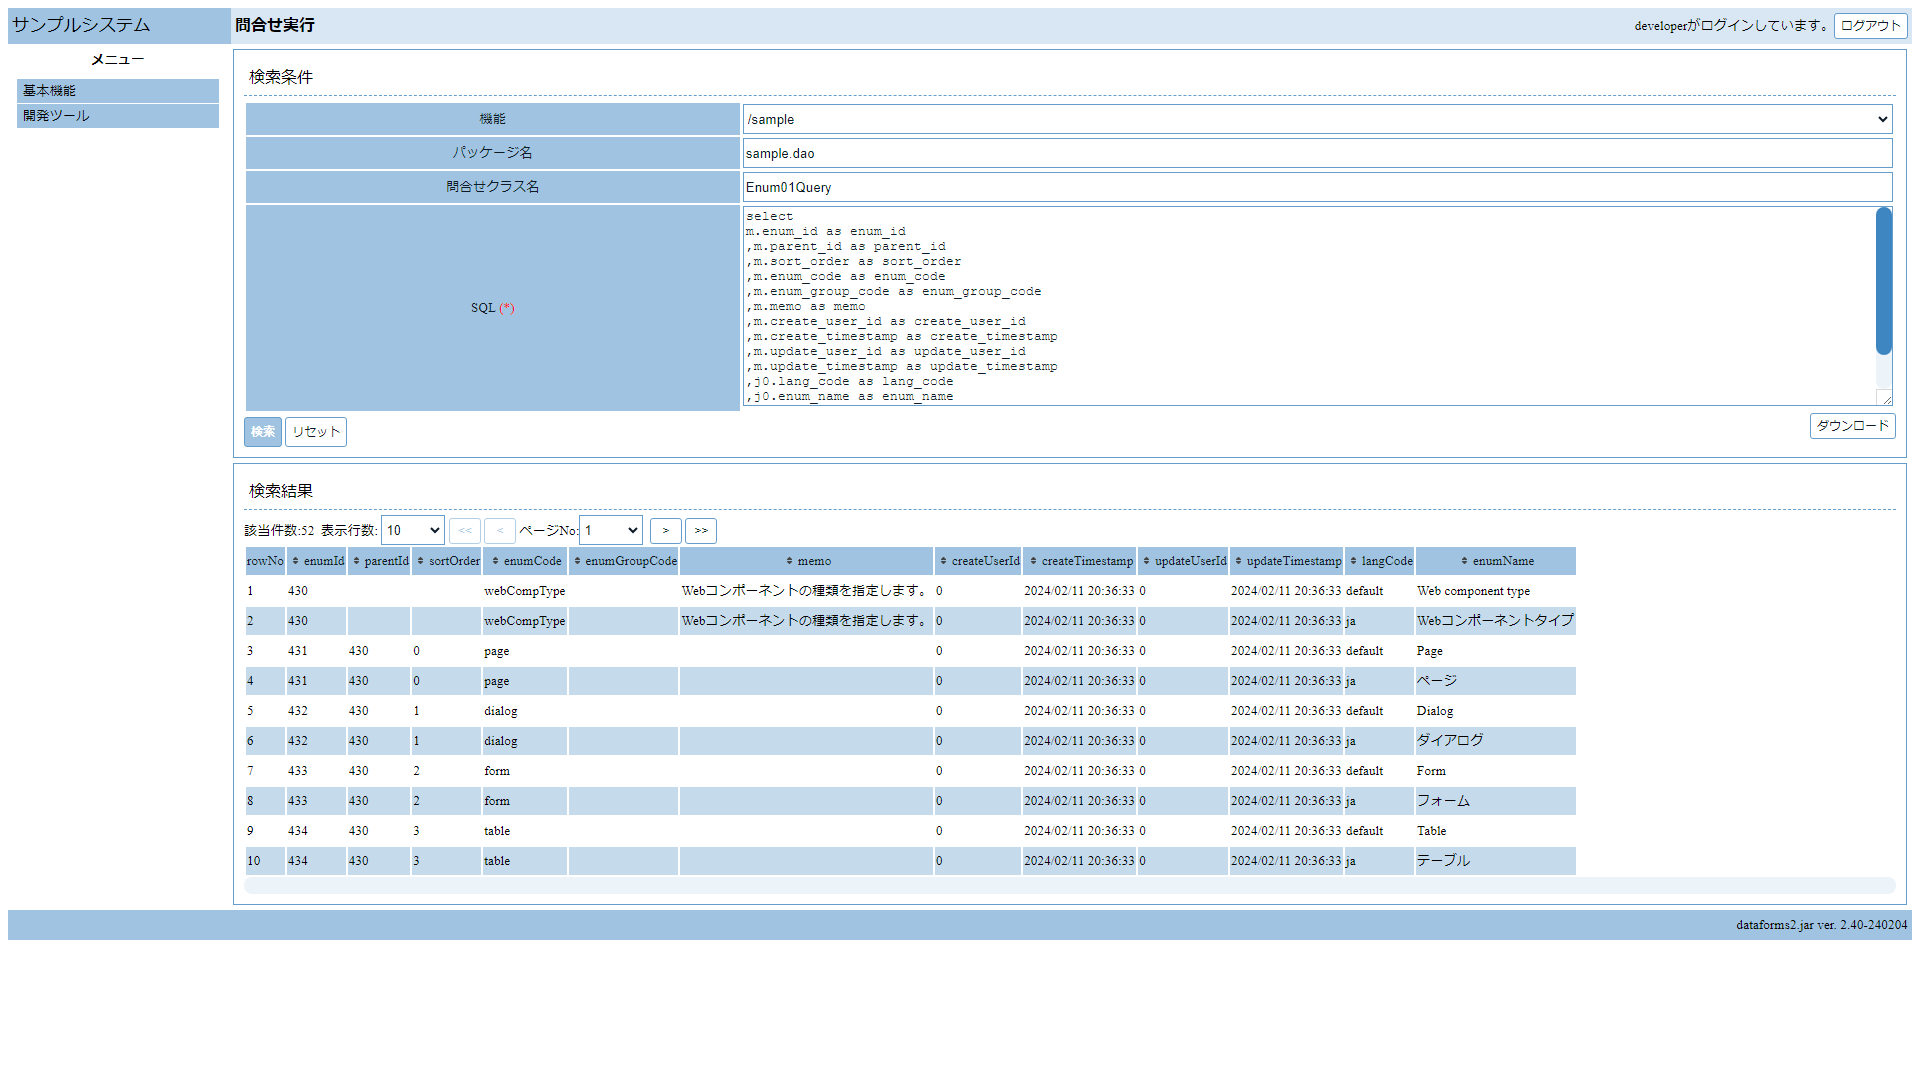 サンプルシステム
問合せ実行
developerがログインしています。 ログアウト
メニュー
基本機能
開発ツール
検索条件
機能 /sample
パッケージ名 sample.dao
問合せクラス名 Enum01Query
SQL (*)
select
m.enum_id as enum_id
,m.parent_id as parent_id
,m.sort_order as sort_order
,m.enum_code as enum_code
,m.enum_group_code as enum_group_code
,m.memo as memo
,m.create_user_id as create_user_id
,m.create_timestamp as create_timestamp
,m.update_user_id as update_user_id
,m.update_timestamp as update_timestamp
,j0.lang_code as lang_code
,j0.enum_name as enum_name
検索 リセット ダウンロード
検索結果
該当件数:52 表示行数: 10 << < ページNo: 1 > >>
rowNo enumId parentId sortOrder enumCode enumGroupCode memo createUserId createTimestamp updateUserId updateTimestamp langCode enumName
1 430 webCompType Webコンポーネントの種類を指定します。 0 2024/02/11 20:36:33 0 2024/02/11 20:36:33 default Web component type
2 430 webCompType Webコンポーネントの種類を指定します。 0 2024/02/11 20:36:33 0 2024/02/11 20:36:33 ja Webコンポーネントタイプ
3 431 430 0 page 0 2024/02/11 20:36:33 0 2024/02/11 20:36:33 default Page
4 431 430 0 page 0 2024/02/11 20:36:33 0 2024/02/11 20:36:33 ja ページ
5 432 430 1 dialog 0 2024/02/11 20:36:33 0 2024/02/11 20:36:33 default Dialog
6 432 430 1 dialog 0 2024/02/11 20:36:33 0 2024/02/11 20:36:33 ja ダイアログ
7 433 430 2 form 0 2024/02/11 20:36:33 0 2024/02/11 20:36:33 default Form
8 433 430 2 form 0 2024/02/11 20:36:33 0 2024/02/11 20:36:33 ja フォーム
9 434 430 3 table 0 2024/02/11 20:36:33 0 2024/02/11 20:36:33 default Table
10 434 430 3 table 0 2024/02/11 20:36:33 0 2024/02/11 20:36:33 ja テーブル
dataforms2.jar ver. 2.40-240204